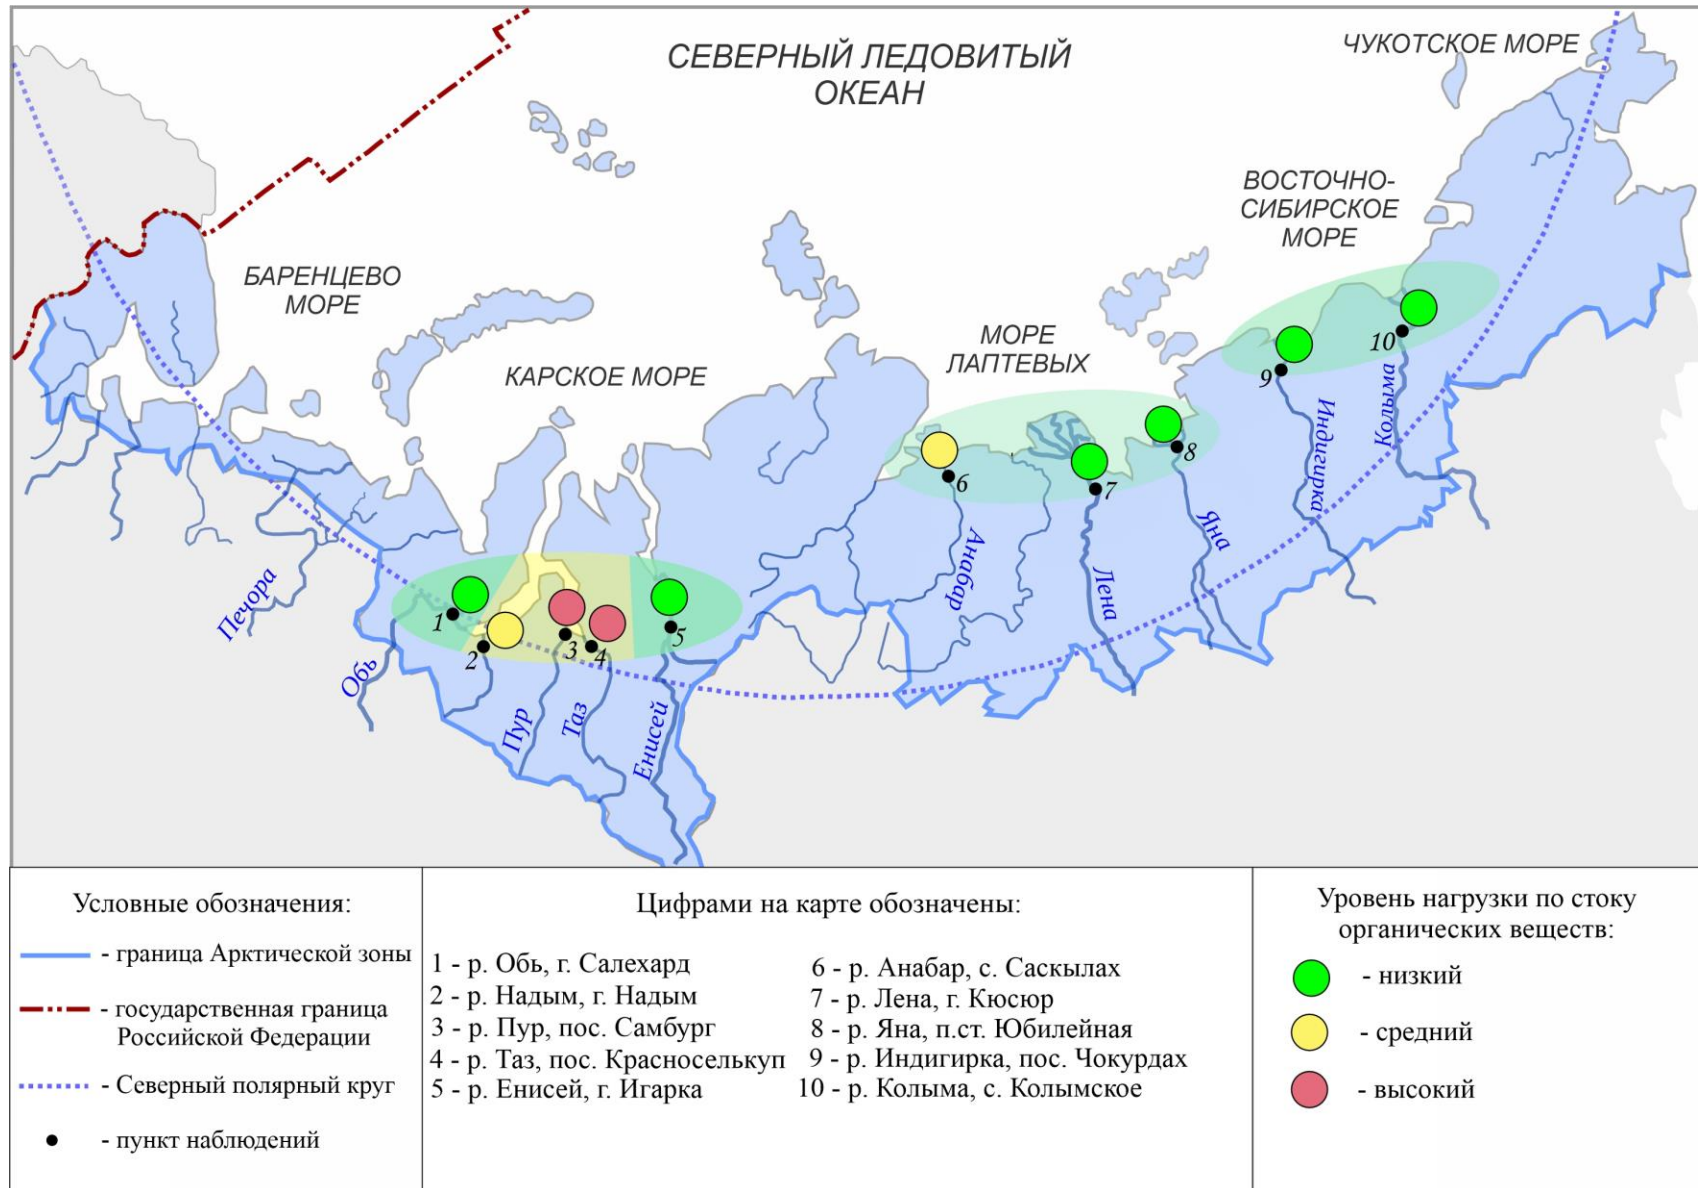 СЕВЕРНЫЙ ЛЕДОВИТЫЙ
ОКЕАН
ЧУКОТСКОЕ МОРЕ
ВОСТОЧНО-
СИБИРСКОЕ
МОРЕ
БАРЕНЦЕВО
МОРЕ
МОРЕ
ЛАПТЕВЫХ
КАРСКОЕ МОРЕ
Печора
Обь
Пур
Таз
Енисей
Анабар
Лена
Яна
Индигирка
Колыма
1
2
3
4
5
6
7
8
9
10
Условные обозначения:
- граница Арктической зоны
- государственная граница
Российской Федерации
- Северный полярный круг
- пункт наблюдений
Цифрами на карте обозначены:
1 - р. Обь, г. Салехард
2 - р. Надым, г. Надым
3 - р. Пур, пос. Самбург
4 - р. Таз, пос. Красноселькуп
5 - р. Енисей, г. Игарка
6 - р. Анабар, с. Саскылах
7 - р. Лена, г. Кюсюр
8 - р. Яна, п.ст. Юбилейная
9 - р. Индигирка, пос. Чокурдах
10 - р. Колыма, с. Колымское
Уровень нагрузки по стоку
органических веществ:
- низкий
- средний
- высокий